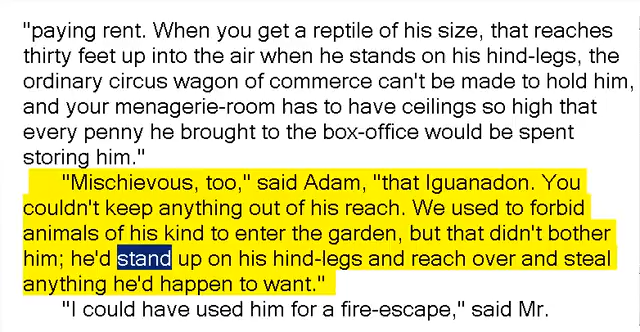 "paying rent. When you get a reptile of his size, that reaches
thirty feet up into the air when he stands on his hind-legs, the
ordinary circus wagon of commerce can't be made to hold him,
and your menagerie-room has to have ceilings so high that
every penny he brought to the box-office would be spent
storing him."
"Mischievous, too," said Adam, "that Iguanadon. You
couldn't keep anything out of his reach. We used to forbid
animals of his kind to enter the garden, but that didn't bother
him; he'd stand up on his hind-legs and reach over and steal
anything he'd happen to want."
"I could have used him for a fire-escape," said Mr.